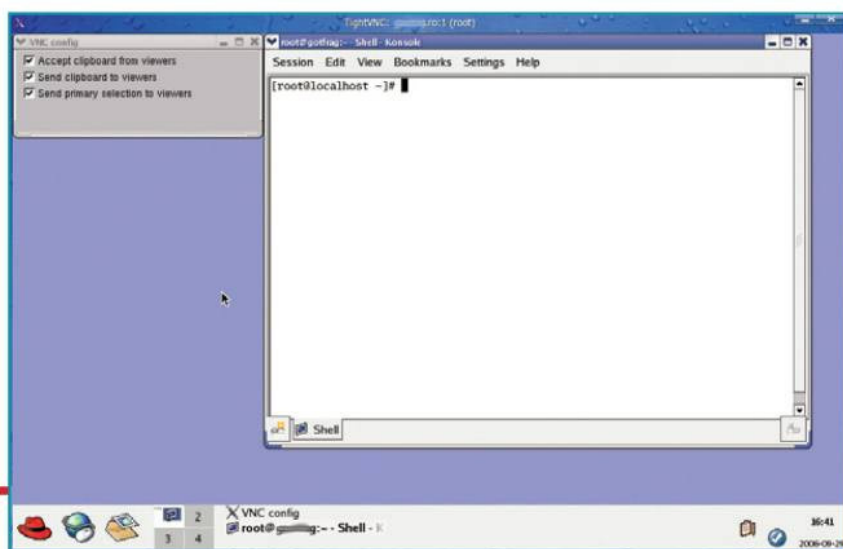 TightVNC: .ro:1 (root)
VNC config
Accept clipboard from viewers
Send clipboard to viewers
Send primary selection to viewers
root@gotfrag:~ - Shell - Konsole
Session Edit View Bookmarks Settings Help
[root@localhost ~]#
Shell
2
3 4
VNC config
root@ :~ - Shell - K
16:41
2006-09-29